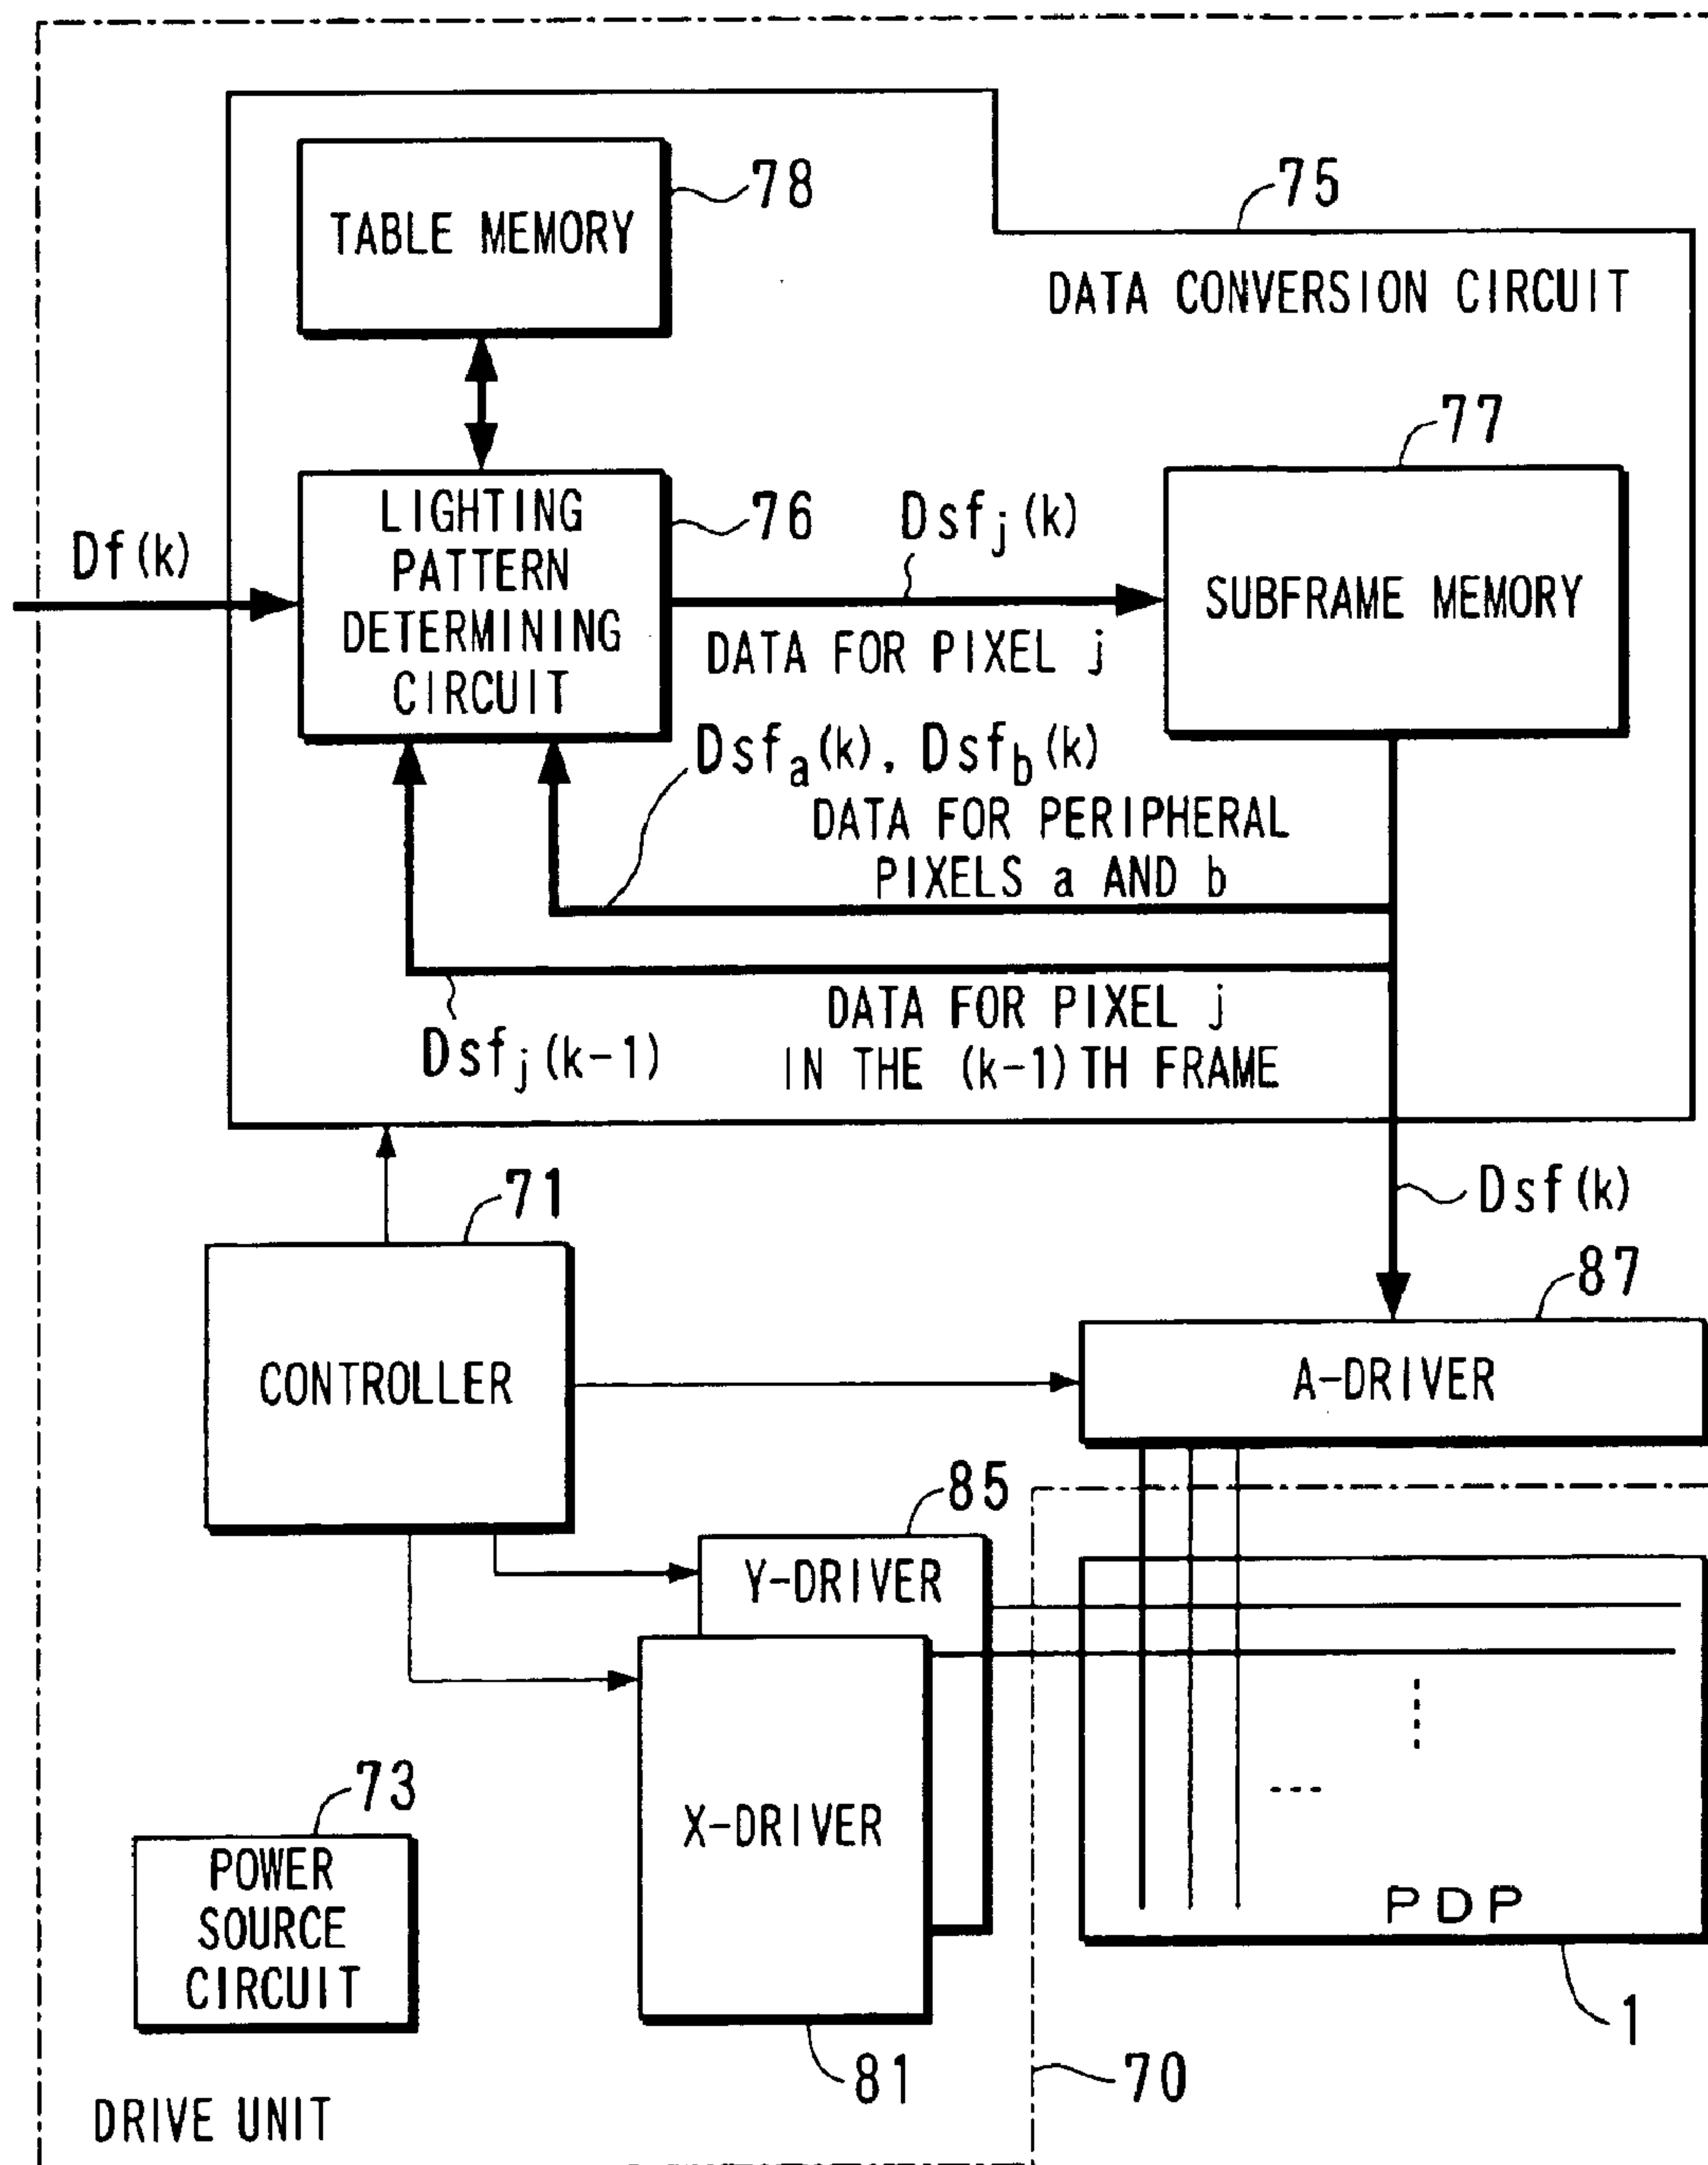 78
TABLE MEMORY
75
DATA CONVERSION CIRCUIT
77
Df(k)
LIGHTING
PATTERN
DETERMINING
CIRCUIT
76
Dsfj(k)
DATA FOR PIXEL j
SUBFRAME MEMORY
Dsfa(k), Dsfb(k)
DATA FOR PERIPHERAL
PIXELS a AND b
Dsfj(k-1)
DATA FOR PIXEL j
IN THE (k-1)TH FRAME
Dsf(k)
71
CONTROLLER
87
A-DRIVER
85
Y-DRIVER
X-DRIVER
81
73
POWER
SOURCE
CIRCUIT
PDP
1
70
DRIVE UNIT